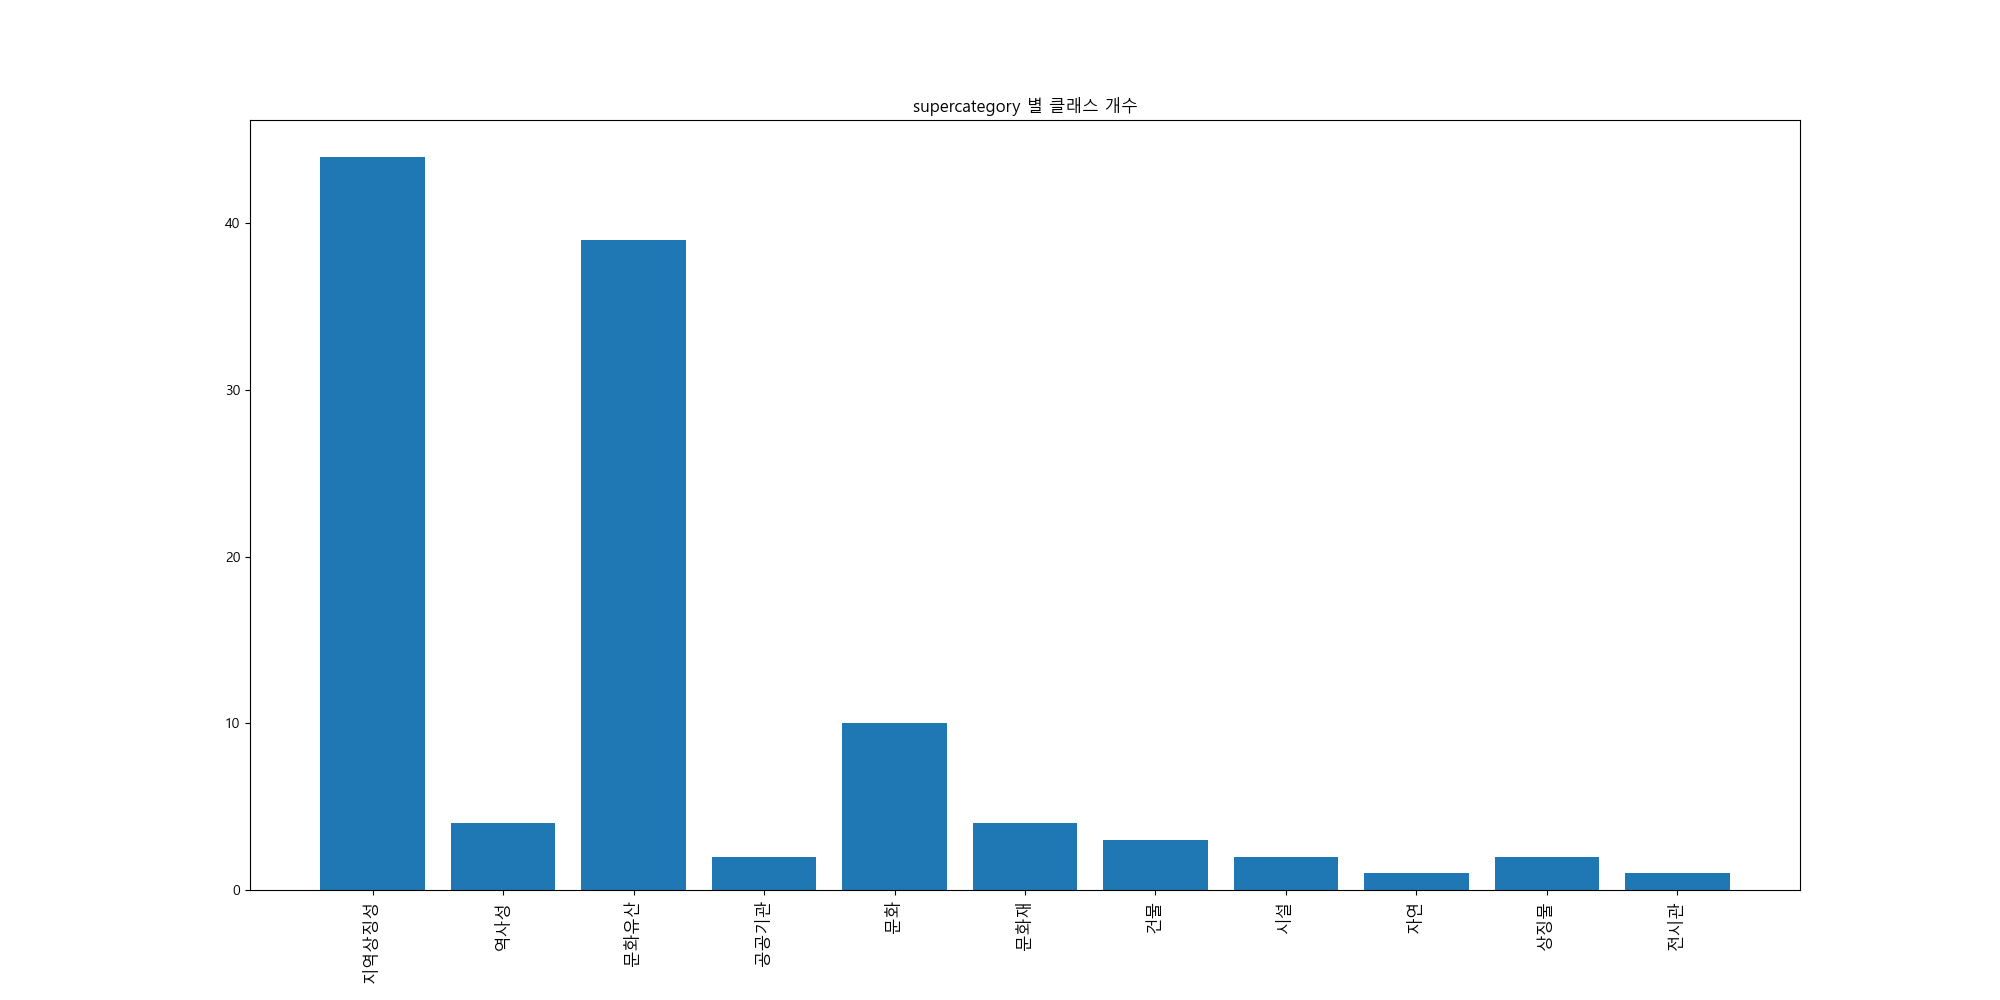 supercategory 별 클래스 개수
40
30
20
10
0
지역상징성
역사성
문화유산
공공기관
문화
문화재
건물
시설
자연
상징물
전시관